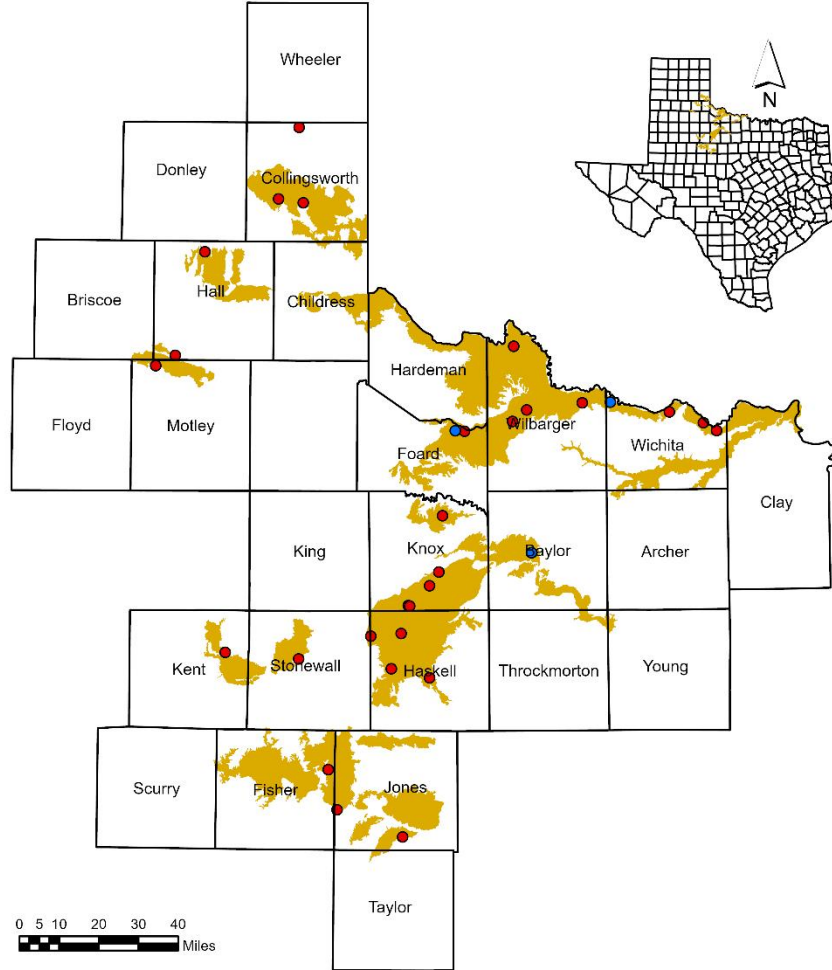 Wheeler
N
Donley
Collingsworth
Briscoe
Hall
Childress
Hardeman
Floyd
Motley
Foard
Wilbarger
Wichita
Clay
King
Knox
Baylor
Archer
Kent
Stonewall
Haskell
Throckmorton
Young
Scurry
Fisher
Jones
Taylor
0 5 10 20 30 40
Miles